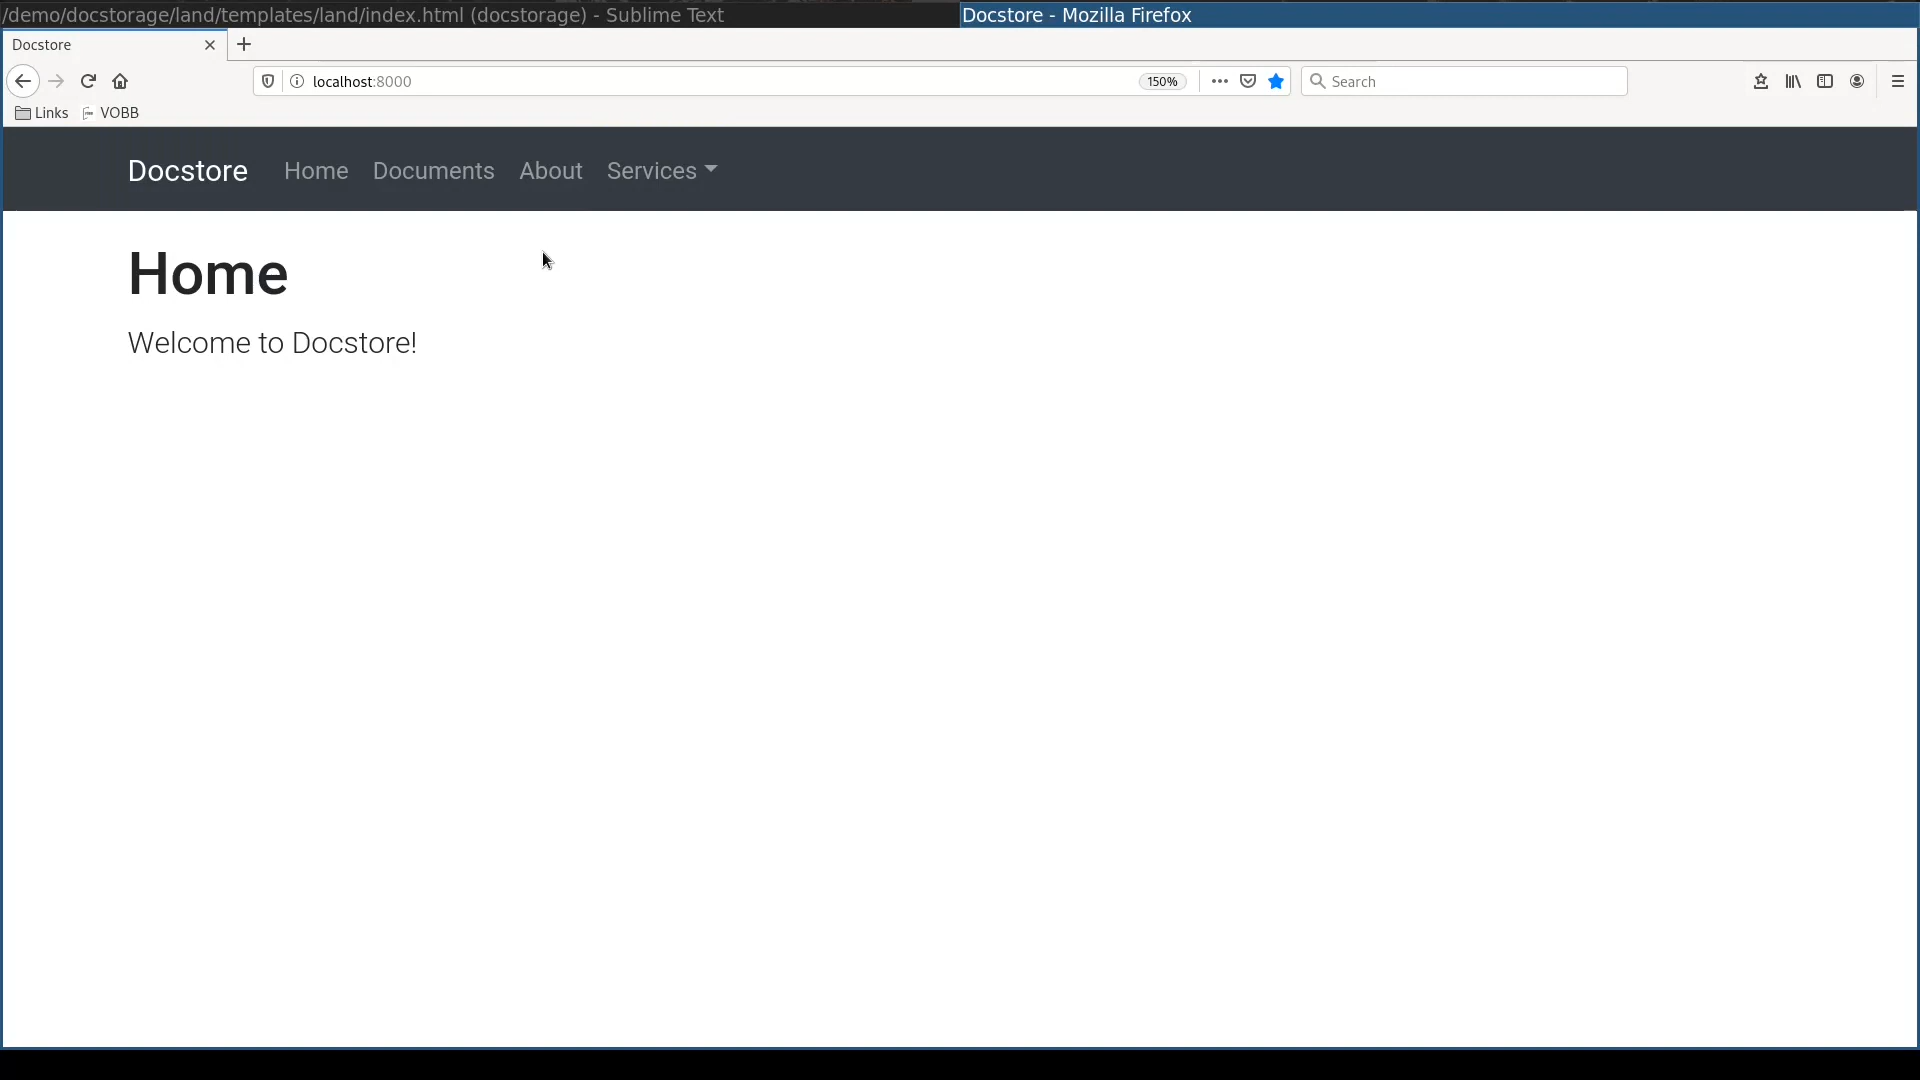 /demo/docstorage/land/templates/land/index.html (docstorage) - Sublime Text
Docstore - Mozilla Firefox
Docstore
localhost:8000
150%
Search
Links
VOBB
Docstore Home Documents About Services
Home
Welcome to Docstore!